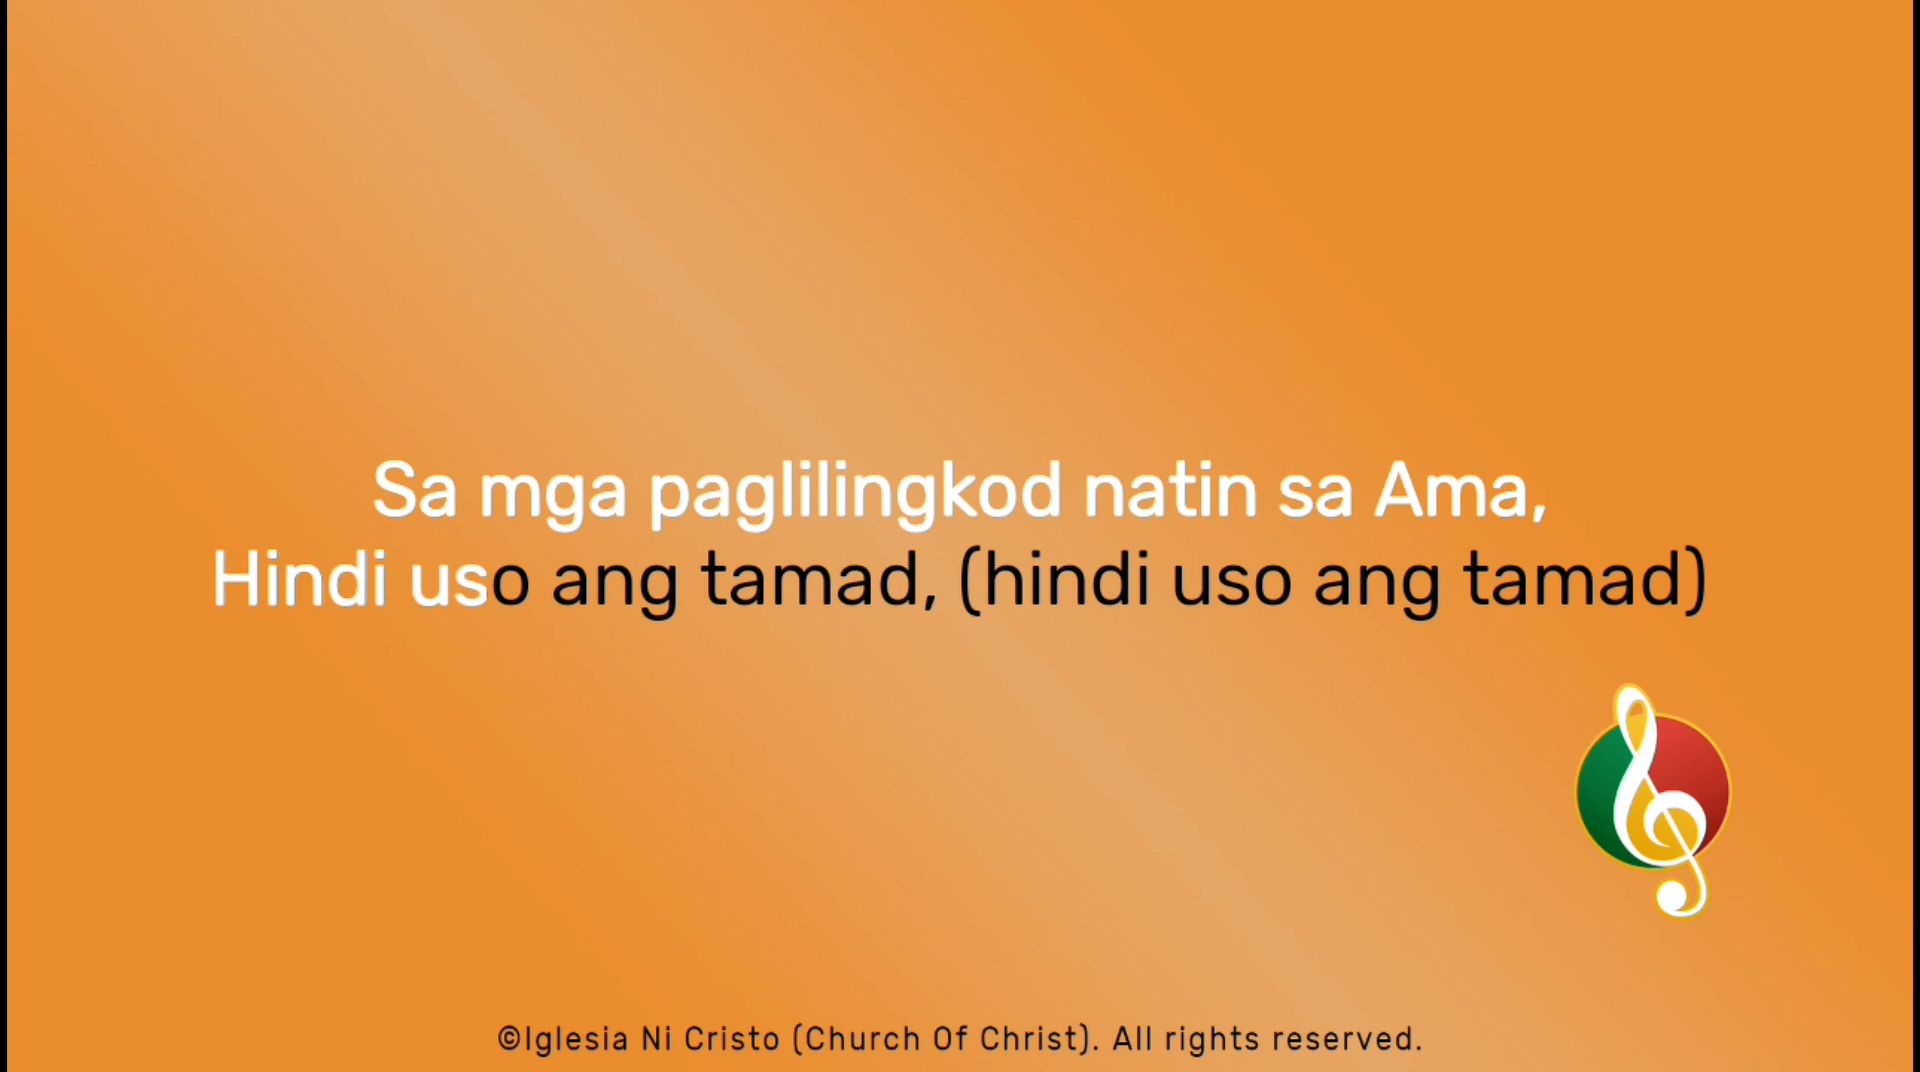 Sa mga paglilingkod natin sa Ama,
Hindi uso ang tamad, (hindi uso ang tamad)
©Iglesia Ni Cristo (Church Of Christ). All rights reserved.